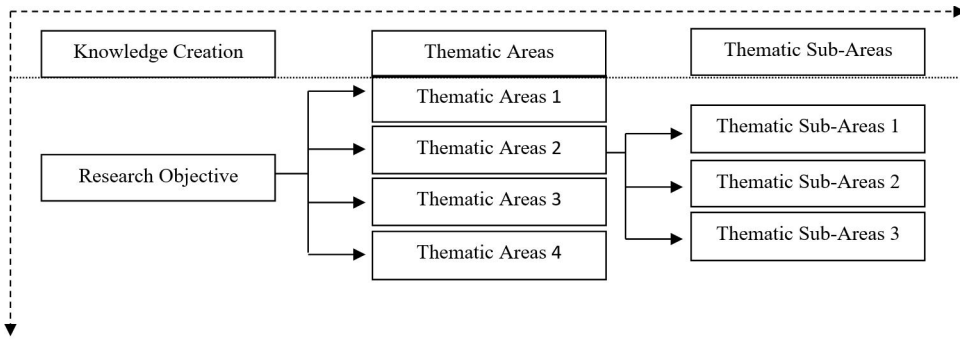 Knowledge Creation
Thematic Areas
Thematic Sub-Areas
Research Objective
Thematic Areas 1
Thematic Areas 2
Thematic Areas 3
Thematic Areas 4
Thematic Sub-Areas 1
Thematic Sub-Areas 2
Thematic Sub-Areas 3